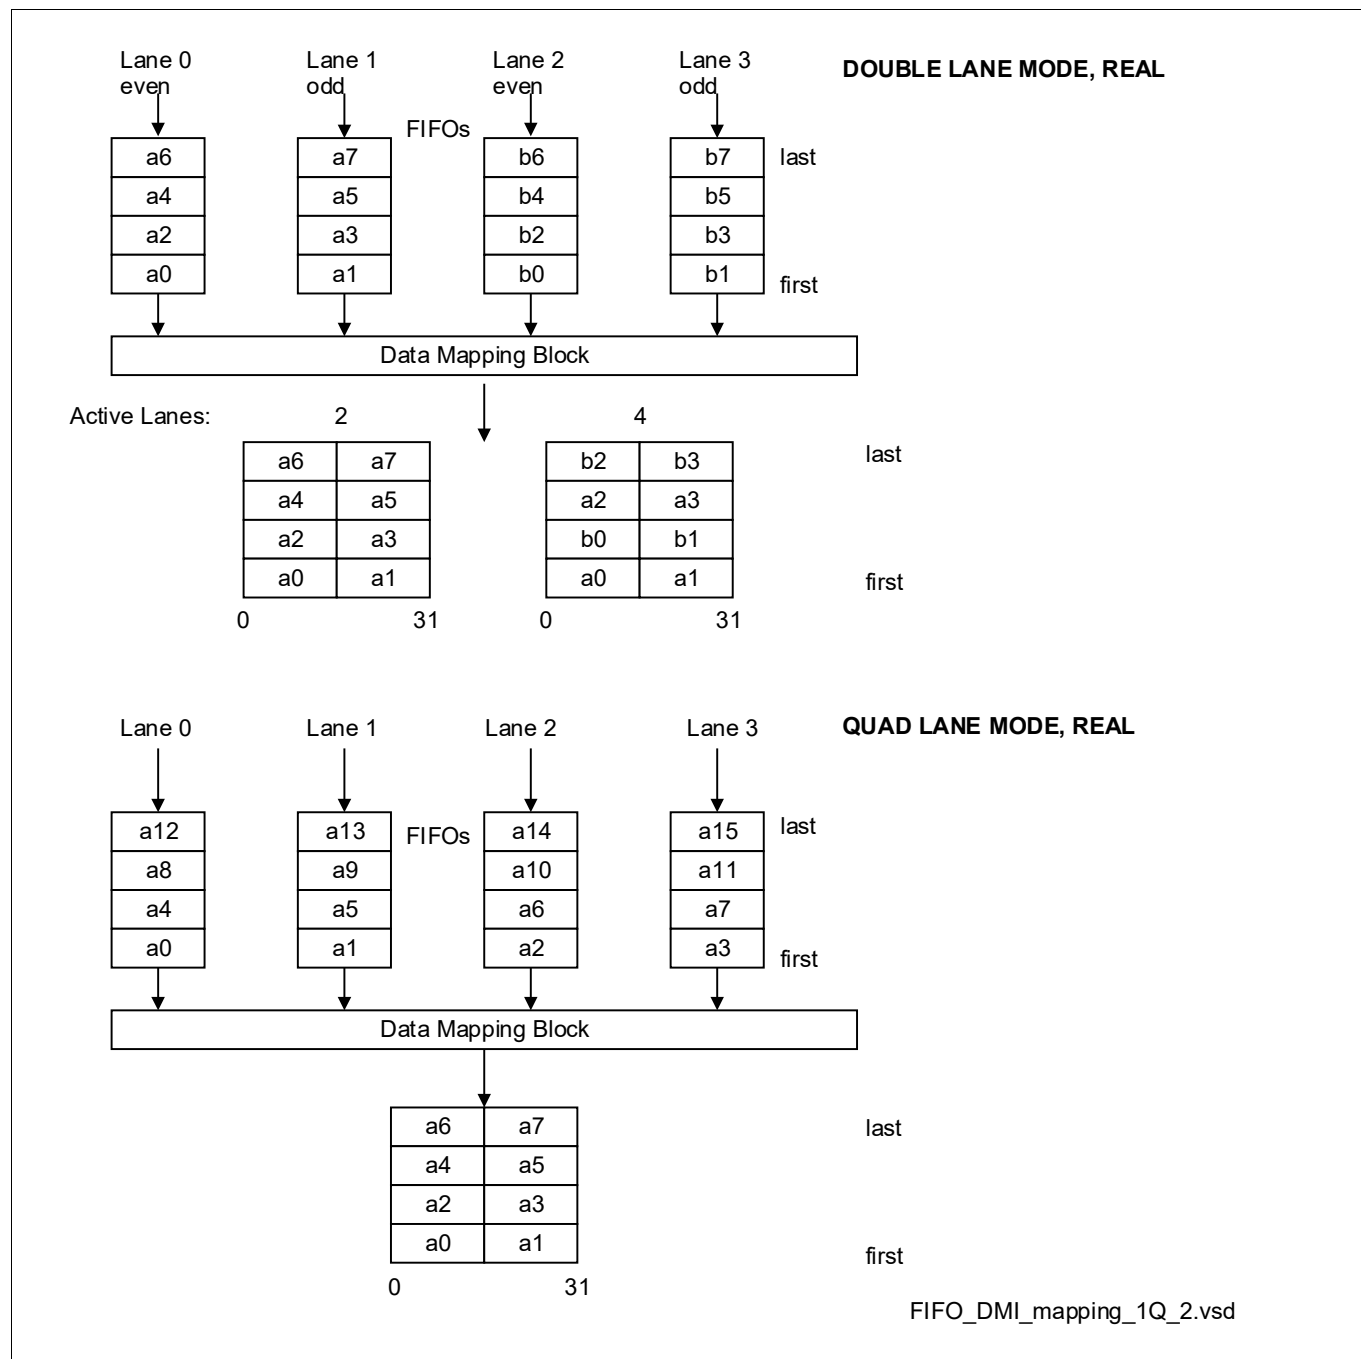 Lane 0 Lane 1 Lane 2 Lane 3 DOUBLE LANE MODE, REAL
even odd even odd
FIFOs
a6 a7 b6 b7 last
a4 a5 b4 b5
a2 a3 b2 b3
a0 a1 b0 b1 first
Data Mapping Block
Active Lanes: 2 4
a6 a7 b2 b3 last
a4 a5 a2 a3
a2 a3 b0 b1
a0 a1 a0 a1 first
0 31 0 31
Lane 0 Lane 1 Lane 2 Lane 3 QUAD LANE MODE, REAL
a12 a13 FIFOs a14 a15 last
a8 a9 a10 a11
a4 a5 a6 a7
a0 a1 a2 a3 first
Data Mapping Block
a6 a7 last
a4 a5
a2 a3
a0 a1 first
0 31
FIFO_DMI_mapping_1Q_2.vsd